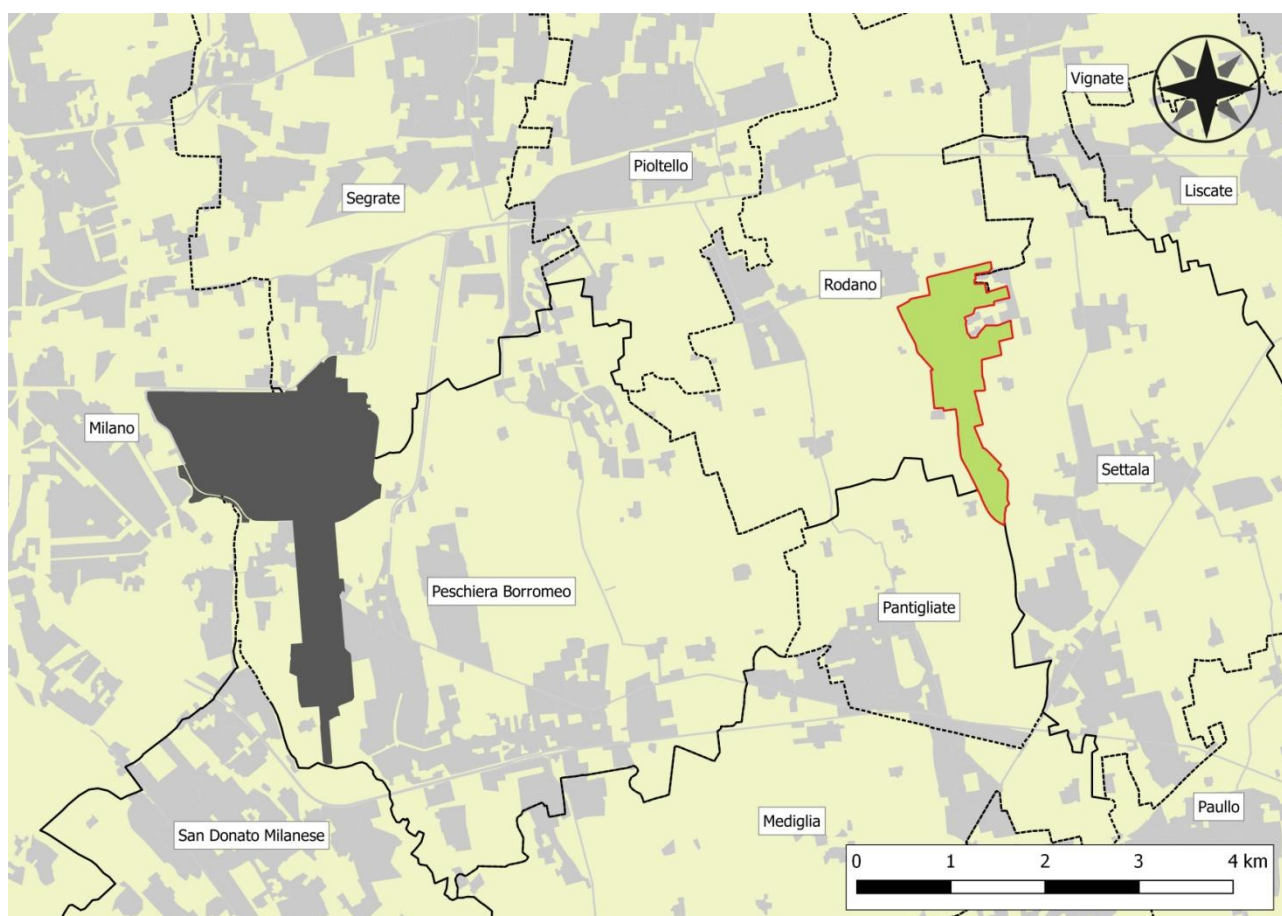 Vignate
Pioltello
Segrate
Liscate
Rodano
Milano
Settala
Peschiera Borromeo
Pantigliate
San Donato Milanese
Mediglia
Paullo
0 1 2 3 4 km